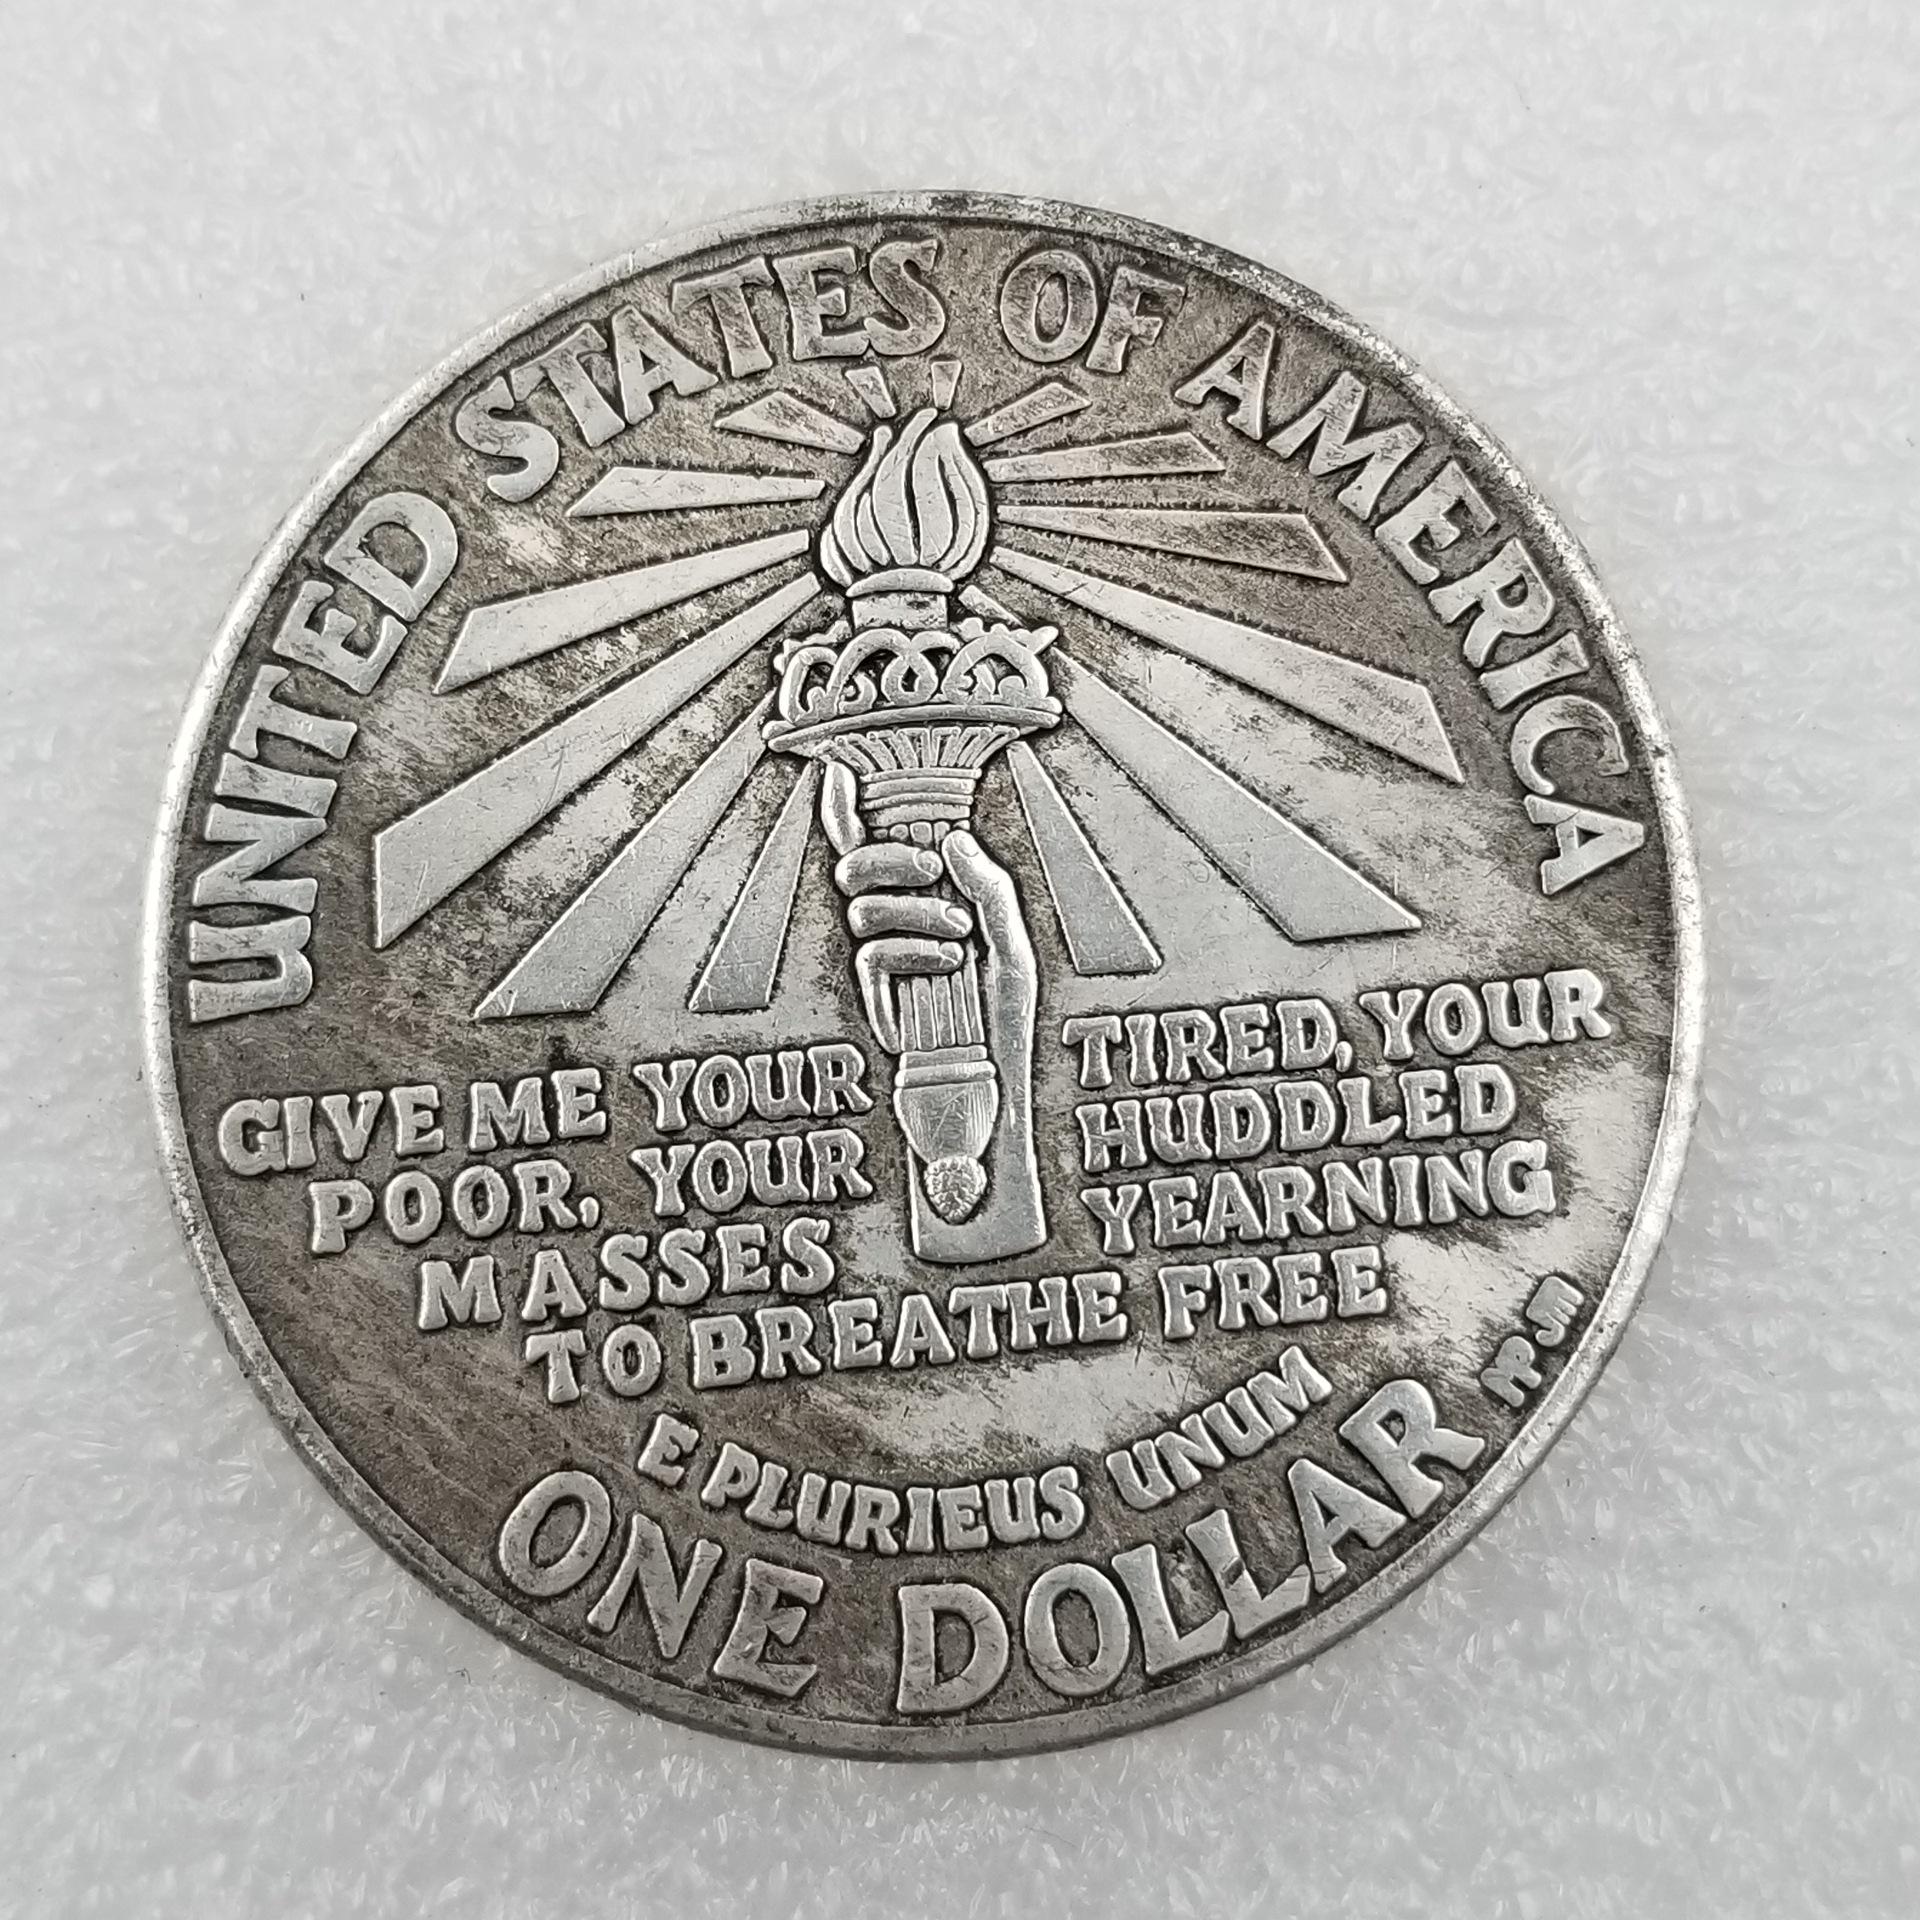 UNITED STATES OF AMERICA
GIVE ME YOUR TIRED, YOUR
POOR, YOUR HUDDLED
MASSES YEARNING
TO BREATHE FREE
E PLURIEUS UNUM
ONE DOLLAR